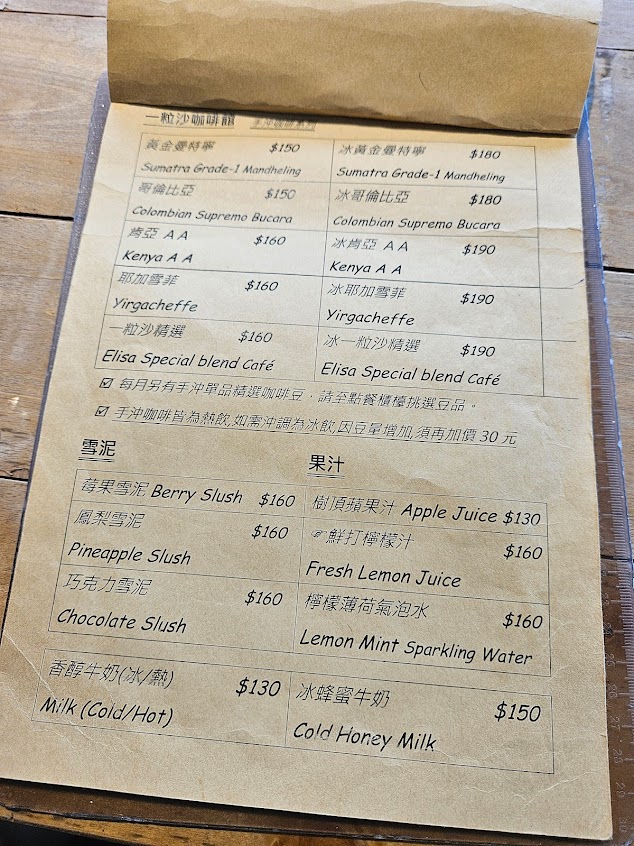 一粒沙咖啡館 手沖咖啡系列
黃金曼特寧 $150
Sumatra Grade-1 Mandheling
冰黃金曼特寧 $180
Sumatra Grade-1 Mandheling
哥倫比亞 $150
Colombian Supremo Bucara
冰哥倫比亞 $180
Colombian Supremo Bucara
肯亞 A A $160
Kenya A A
冰肯亞 A A $190
Kenya A A
耶加雪菲 $160
Yirgacheffe
冰耶加雪菲 $190
Yirgacheffe
一粒沙精選 $160
Elisa Special blend Café
冰一粒沙精選 $190
Elisa Special blend Café
☑ 每月另有手沖單品精選咖啡豆，請至點餐櫃檯挑選豆品。
☑ 手沖咖啡皆為熱飲,如需沖調為冰飲,因豆量增加,須再加價 30 元
雪泥
莓果雪泥 Berry Slush $160
鳳梨雪泥 $160
Pineapple Slush
巧克力雪泥 $160
Chocolate Slush
果汁
樹頂蘋果汁 Apple Juice $130
☞鮮打檸檬汁 $160
Fresh Lemon Juice
檸檬薄荷氣泡水 $160
Lemon Mint Sparkling Water
香醇牛奶(冰/熱) $130
Milk (Cold/Hot)
冰蜂蜜牛奶 $150
Cold Honey Milk